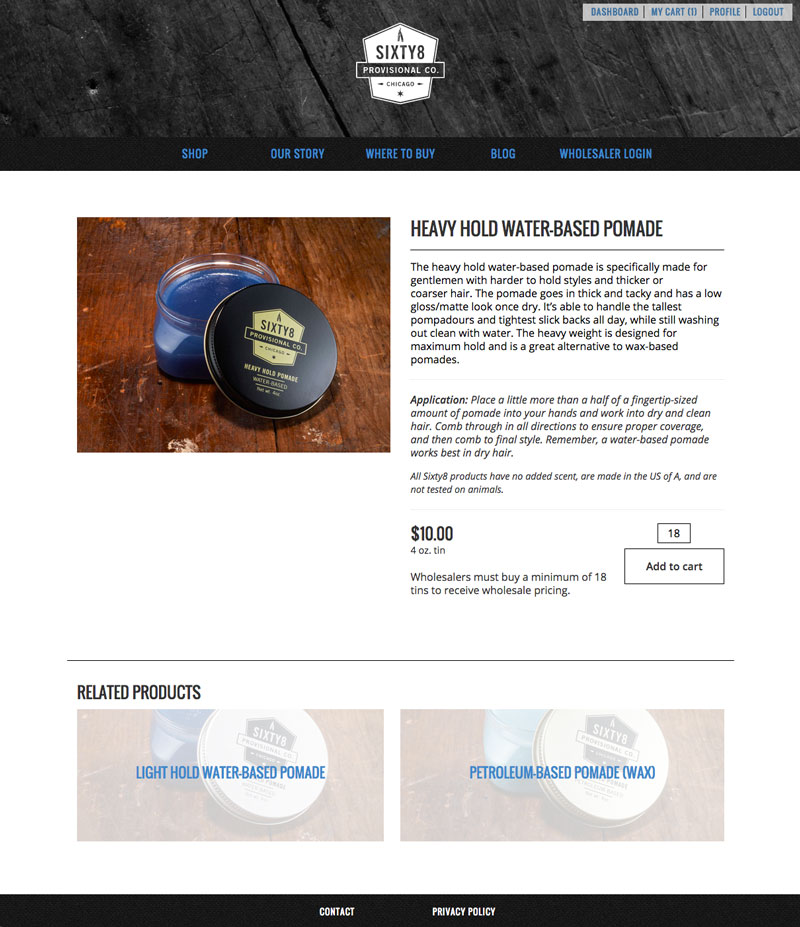 DASHBOARD | MY CART (1) | PROFILE | LOGOUT
SIXTY8
PROVISIONAL CO.
CHICAGO
SHOP
OUR STORY
WHERE TO BUY
BLOG
WHOLESALER LOGIN
SIXTY8
PROVISIONAL CO.
CHICAGO
HEAVY HOLD POMADE
WATER-BASED
Net wt. 4oz.
HEAVY HOLD WATER-BASED POMADE
The heavy hold water-based pomade is specifically made for
gentlemen with harder to hold styles and thicker or
coarser hair. The pomade goes in thick and tacky and has a low
gloss/matte look once dry. It’s able to handle the tallest
pompadours and tightest slick backs all day, while still washing
out clean with water. The heavy weight is designed for
maximum hold and is a great alternative to wax-based
pomades.
Application: Place a little more than a half of a fingertip-sized
amount of pomade into your hands and work into dry and clean
hair. Comb through in all directions to ensure proper coverage,
and then comb to final style. Remember, a water-based pomade
works best in dry hair.
All Sixty8 products have no added scent, are made in the US of A, and are
not tested on animals.
$10.00
4 oz. tin
18
Add to cart
Wholesalers must buy a minimum of 18
tins to receive wholesale pricing.
RELATED PRODUCTS
SIXTY8
PROVISIONAL CO.
LIGHT HOLD WATER-BASED POMADE
SIXTY8
PROVISIONAL CO.
PETROLEUM-BASED POMADE (WAX)
CONTACT
PRIVACY POLICY